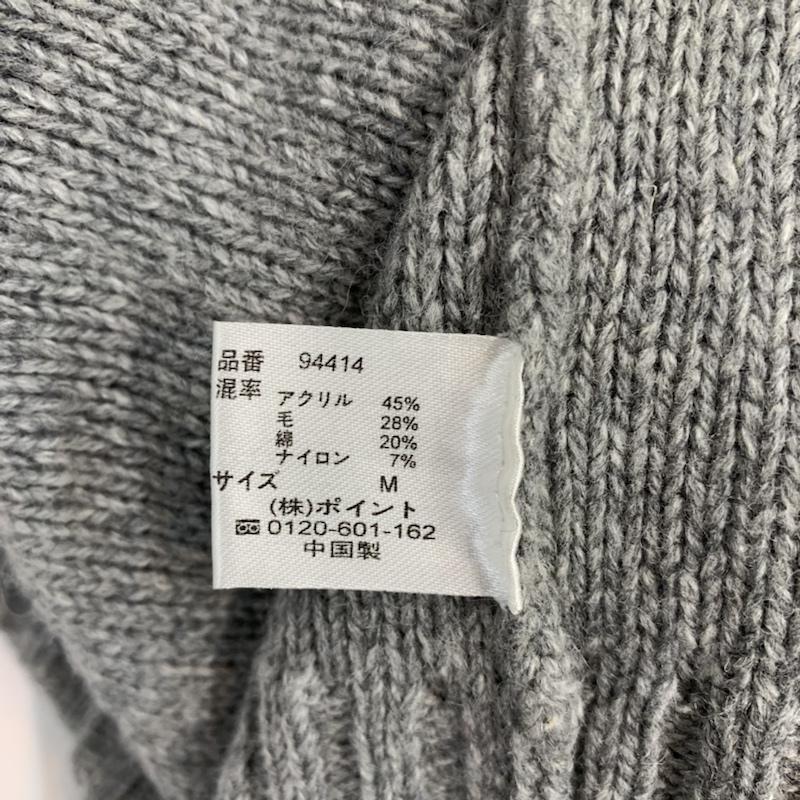 品番 94414
混率
アクリル 45%
毛 28%
綿 20%
ナイロン 7%
サイズ M
(株)ポイント
0120-601-162
中国製